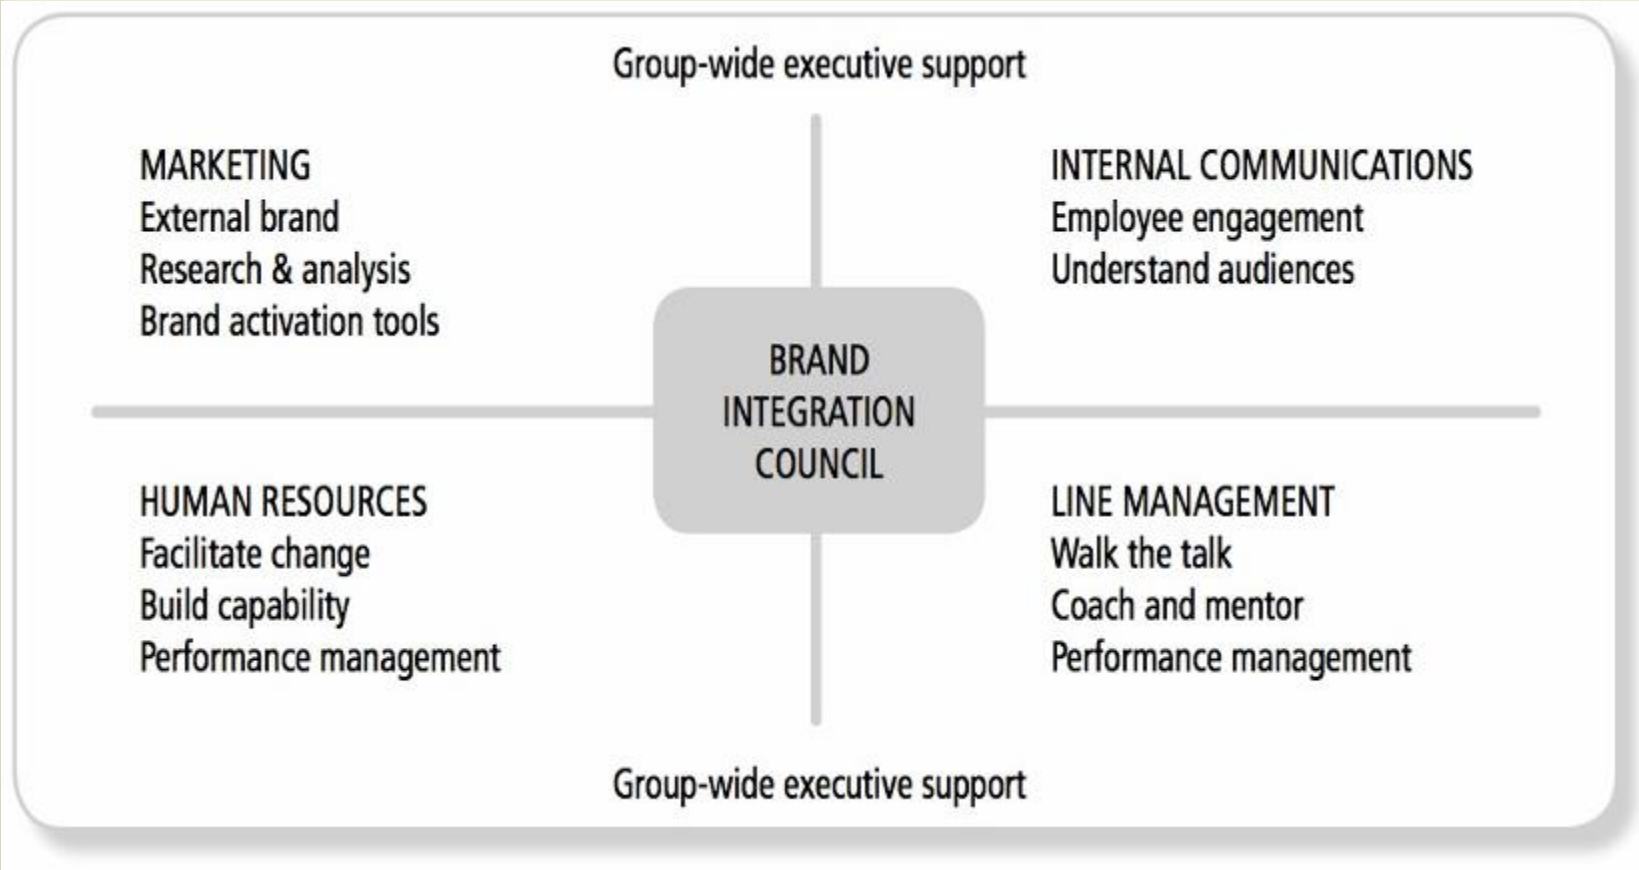 Group-wide executive support
MARKETING
External brand
Research & analysis
Brand activation tools
INTERNAL COMMUNICATIONS
Employee engagement
Understand audiences
BRAND
INTEGRATION
COUNCIL
HUMAN RESOURCES
Facilitate change
Build capability
Performance management
LINE MANAGEMENT
Walk the talk
Coach and mentor
Performance management
Group-wide executive support